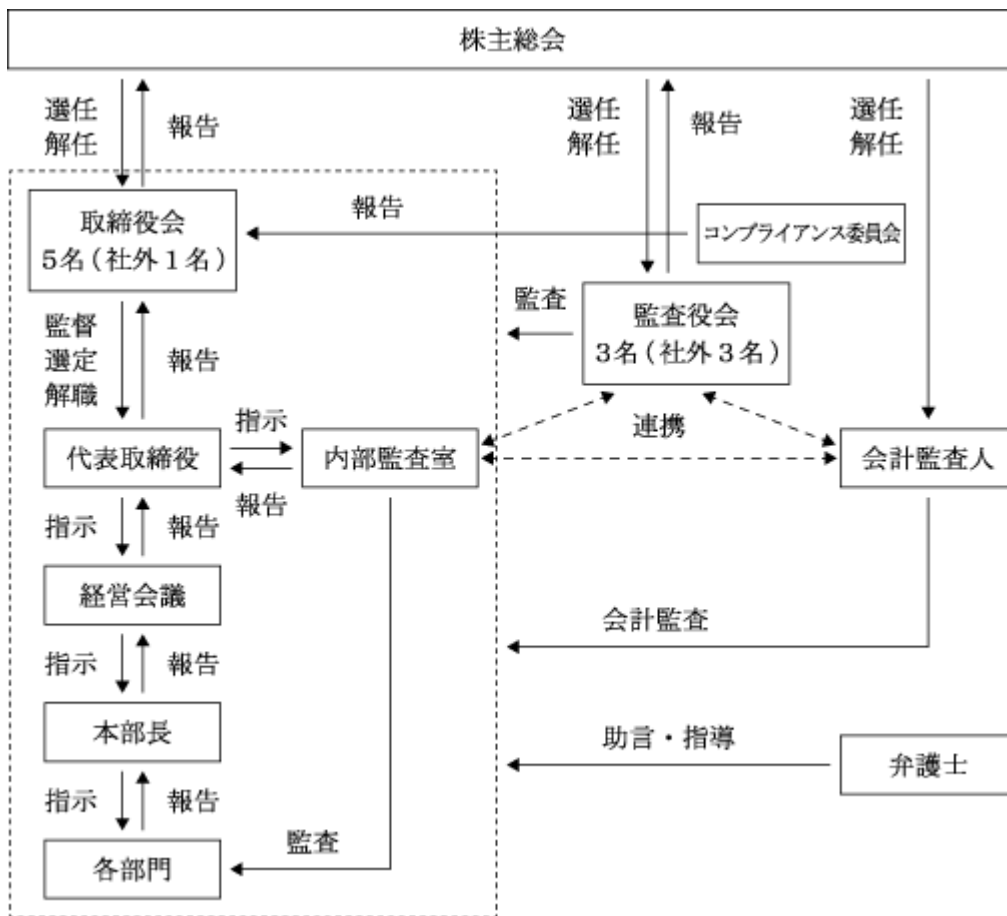 株主総会
選任
解任
報告
選任
解任
報告
選任
解任
取締役会
5名(社外1名)
報告
コンプライアンス委員会
監査
監査役会
3名(社外3名)
監督
選定
解職
報告
代表取締役
指示
報告
内部監査室
連携
会計監査人
指示
報告
経営会議
会計監査
指示
報告
本部長
助言・指導
弁護士
指示
報告
各部門
監査